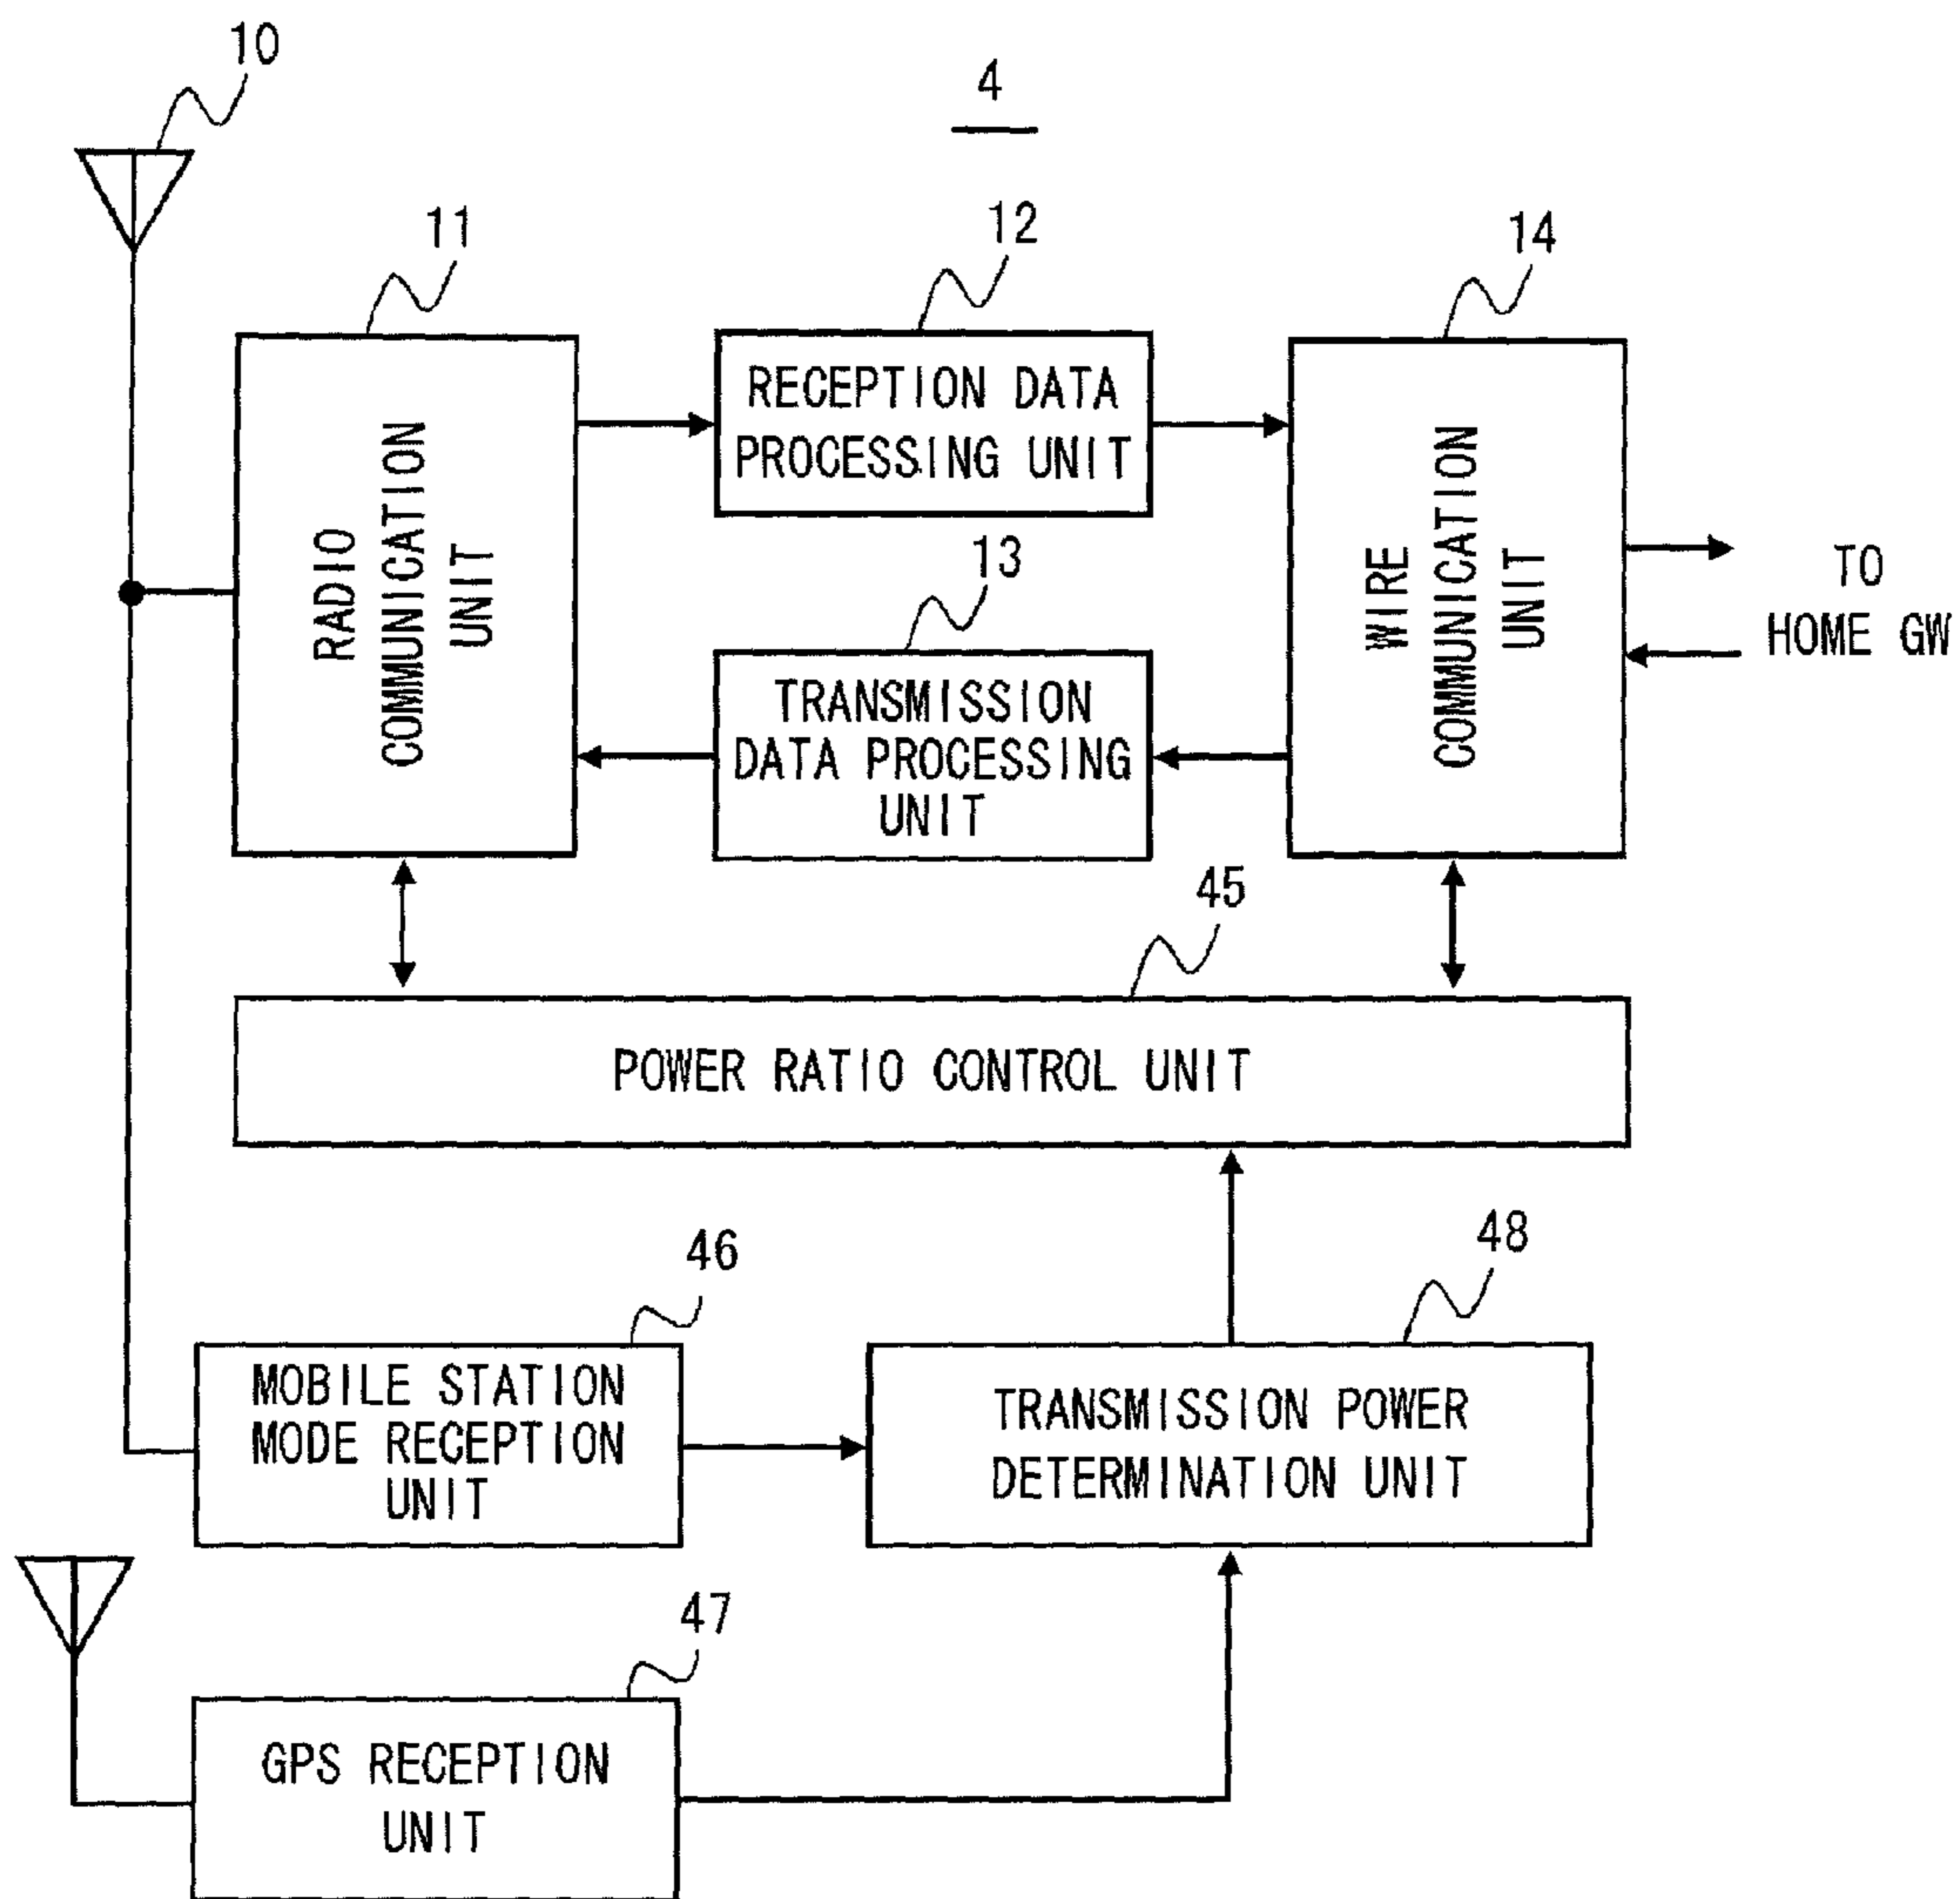 10
4
11
12
14
RADIO
COMMUNICATION
UNIT
RECEPTION DATA
PROCESSING UNIT
WIRE
COMMUNICATION
UNIT
13
TRANSMISSION
DATA PROCESSING
UNIT
TO
HOME GW
45
POWER RATIO CONTROL UNIT
46
48
MOBILE STATION
MODE RECEPTION
UNIT
TRANSMISSION POWER
DETERMINATION UNIT
47
GPS RECEPTION
UNIT